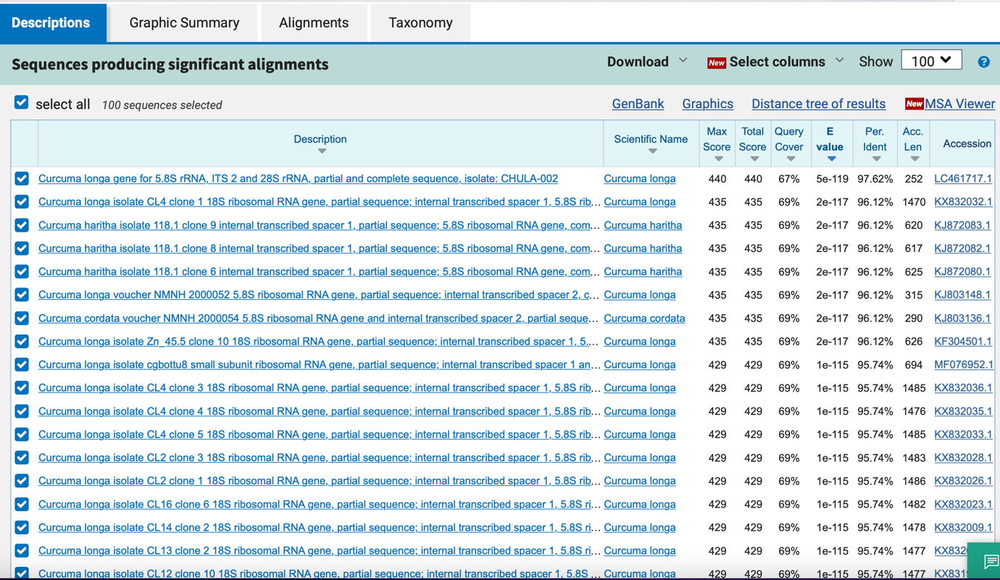 Descriptions Graphic Summary Alignments Taxonomy
Sequences producing significant alignments Download New Select columns Show 100 ?
select all 100 sequences selected GenBank Graphics Distance tree of results New MSA Viewer
Description Scientific Name Max Score Total Score Query Cover E value Per. Ident Acc. Len Accession
Curcuma longa gene for 5.8S rRNA, ITS 2 and 28S rRNA, partial and complete sequence, isolate: CHULA-002 Curcuma longa 440 440 67% 5e-119 97.62% 252 LC461717.1
Curcuma longa isolate CL4 clone 1 18S ribosomal RNA gene, partial sequence; internal transcribed spacer 1, 5.8S rib... Curcuma longa 435 435 69% 2e-117 96.12% 1470 KX832032.1
Curcuma haritha isolate 118.1 clone 9 internal transcribed spacer 1, partial sequence; 5.8S ribosomal RNA gene, com... Curcuma haritha 435 435 69% 2e-117 96.12% 620 KJ872083.1
Curcuma haritha isolate 118.1 clone 8 internal transcribed spacer 1, partial sequence; 5.8S ribosomal RNA gene, com... Curcuma haritha 435 435 69% 2e-117 96.12% 617 KJ872082.1
Curcuma haritha isolate 118.1 clone 6 internal transcribed spacer 1, partial sequence; 5.8S ribosomal RNA gene, com... Curcuma haritha 435 435 69% 2e-117 96.12% 625 KJ872080.1
Curcuma longa voucher NMNH 2000052 5.8S ribosomal RNA gene, partial sequence; internal transcribed spacer 2, c... Curcuma longa 435 435 69% 2e-117 96.12% 315 KJ803148.1
Curcuma cordata voucher NMNH 2000054 5.8S ribosomal RNA gene and internal transcribed spacer 2, partial seque... Curcuma cordata 435 435 69% 2e-117 96.12% 290 KJ803136.1
Curcuma longa isolate Zn_45.5 clone 10 18S ribosomal RNA gene, partial sequence; internal transcribed spacer 1, 5.... Curcuma longa 435 435 69% 2e-117 96.12% 626 KF304501.1
Curcuma longa isolate cgbottu8 small subunit ribosomal RNA gene, partial sequence; internal transcribed spacer 1 an... Curcuma longa 429 429 69% 1e-115 95.74% 694 MF076952.1
Curcuma longa isolate CL4 clone 3 18S ribosomal RNA gene, partial sequence; internal transcribed spacer 1, 5.8S rib... Curcuma longa 429 429 69% 1e-115 95.74% 1485 KX832036.1
Curcuma longa isolate CL4 clone 4 18S ribosomal RNA gene, partial sequence; internal transcribed spacer 1, 5.8S rib... Curcuma longa 429 429 69% 1e-115 95.74% 1476 KX832035.1
Curcuma longa isolate CL4 clone 5 18S ribosomal RNA gene, partial sequence; internal transcribed spacer 1, 5.8S rib... Curcuma longa 429 429 69% 1e-115 95.74% 1485 KX832033.1
Curcuma longa isolate CL2 clone 3 18S ribosomal RNA gene, partial sequence; internal transcribed spacer 1, 5.8S rib... Curcuma longa 429 429 69% 1e-115 95.74% 1483 KX832028.1
Curcuma longa isolate CL2 clone 1 18S ribosomal RNA gene, partial sequence; internal transcribed spacer 1, 5.8S rib... Curcuma longa 429 429 69% 1e-115 95.74% 1486 KX832026.1
Curcuma longa isolate CL16 clone 6 18S ribosomal RNA gene, partial sequence; internal transcribed spacer 1, 5.8S ri... Curcuma longa 429 429 69% 1e-115 95.74% 1482 KX832023.1
Curcuma longa isolate CL14 clone 2 18S ribosomal RNA gene, partial sequence; internal transcribed spacer 1, 5.8S ri... Curcuma longa 429 429 69% 1e-115 95.74% 1478 KX832009.1
Curcuma longa isolate CL13 clone 2 18S ribosomal RNA gene, partial sequence; internal transcribed spacer 1, 5.8S ri... Curcuma longa 429 429 69% 1e-115 95.74% 1477
Curcuma longa isolate CL12 clone 10 18S ribosomal RNA gene, partial sequence; internal transcribed spacer 1, 5.8S ... Curcuma longa 429 429 69% 1e-115 95.74% 1477